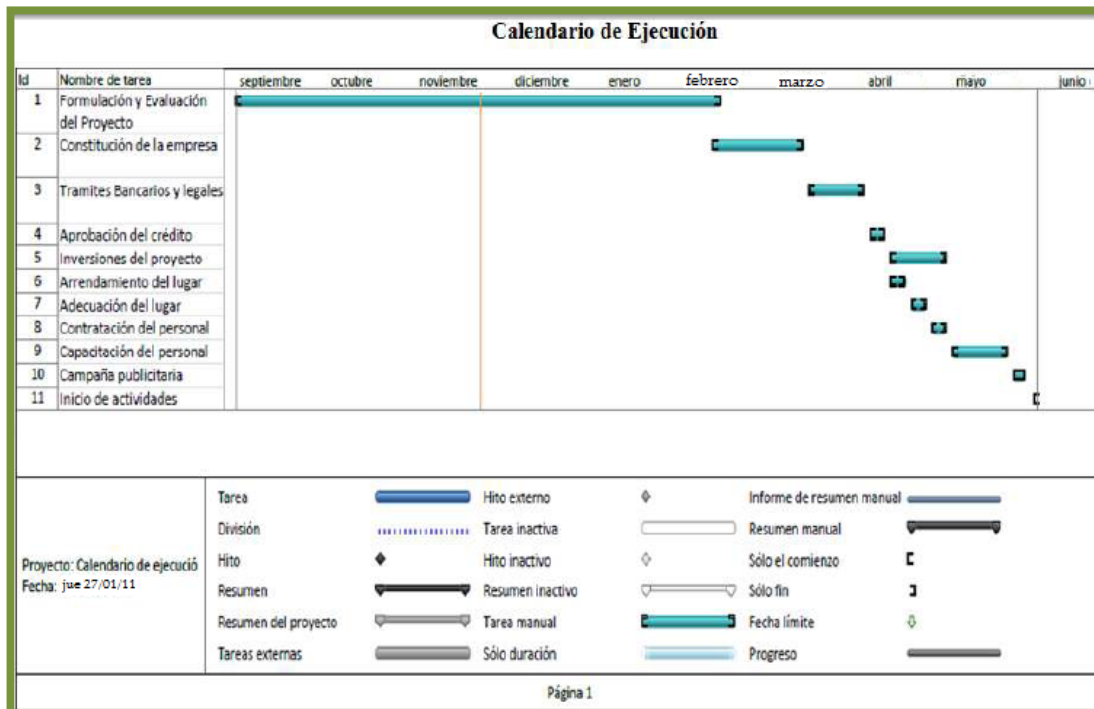 Calendario de Ejecución
Id Nombre de tarea septiembre octubre noviembre diciembre enero febrero marzo abril mayo junio
1 Formulación y Evaluación
del Proyecto
2 Constitución de la empresa
3 Tramites Bancarios y legales
4 Aprobación del crédito
5 Inversiones del proyecto
6 Arrendamiento del lugar
7 Adecuación del lugar
8 Contratación del personal
9 Capacitación del personal
10 Campaña publicitaria
11 Inicio de actividades
Proyecto: Calendario de ejecució
Fecha: jue 27/01/11
Tarea Hito externo Informe de resumen manual
División Tarea inactiva Resumen manual
Hito Hito inactivo Sólo el comienzo
Resumen Resumen inactivo Sólo fin
Resumen del proyecto Tarea manual Fecha límite
Tareas externas Sólo duración Progreso
Página 1